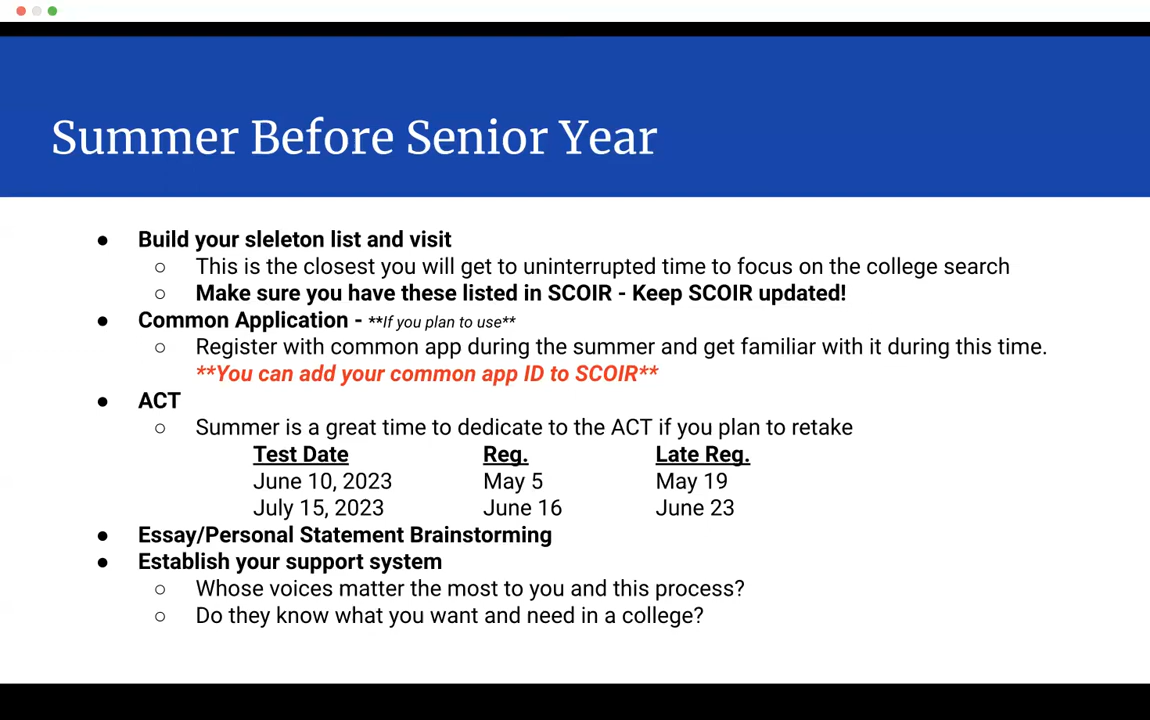 Summer Before Senior Year
● Build your sleleton list and visit
○ This is the closest you will get to uninterrupted time to focus on the college search
○ Make sure you have these listed in SCOIR - Keep SCOIR updated!
● Common Application - **If you plan to use**
○ Register with common app during the summer and get familiar with it during this time.
**You can add your common app ID to SCOIR**
● ACT
○ Summer is a great time to dedicate to the ACT if you plan to retake
Test Date Reg. Late Reg.
June 10, 2023 May 5 May 19
July 15, 2023 June 16 June 23
● Essay/Personal Statement Brainstorming
● Establish your support system
○ Whose voices matter the most to you and this process?
○ Do they know what you want and need in a college?